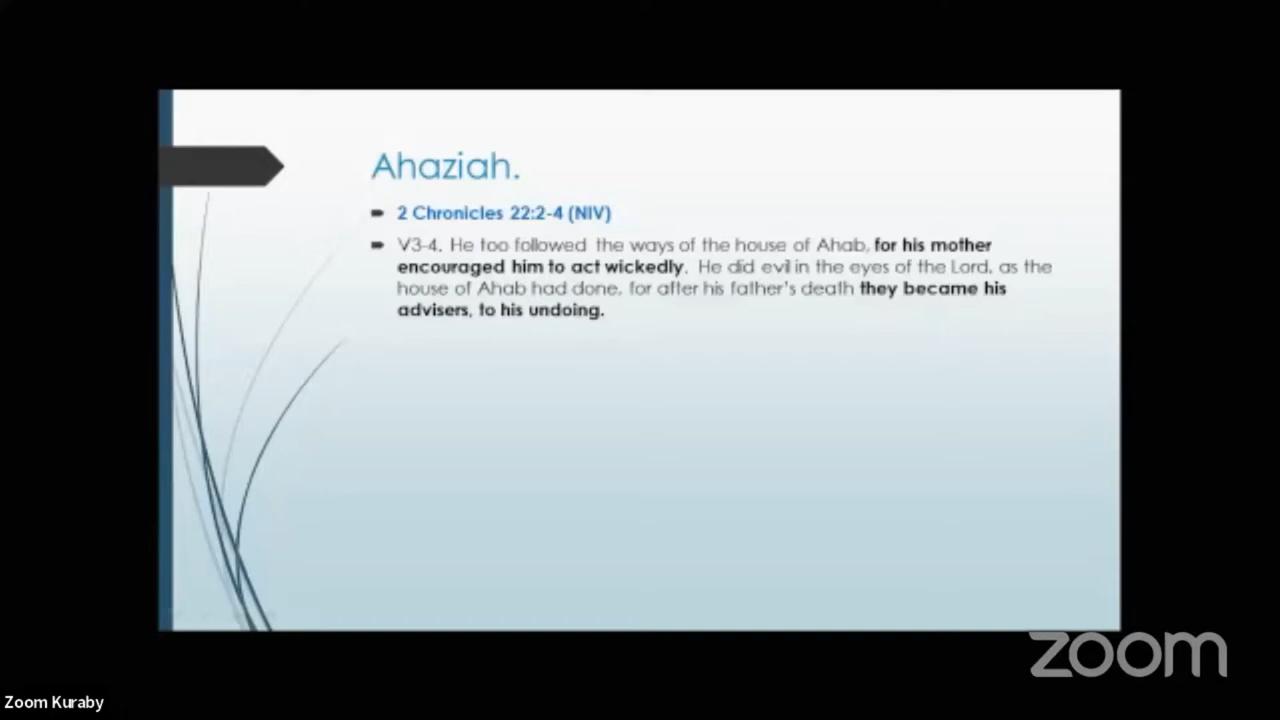 Ahaziah.
2 Chronicles 22:2-4 (NIV)
V3-4. He too followed the ways of the house of Ahab, for his mother
encouraged him to act wickedly. He did evil in the eyes of the Lord, as the
house of Ahab had done, for after his father's death they became his
advisers, to his undoing.
zoom
Zoom Kuraby